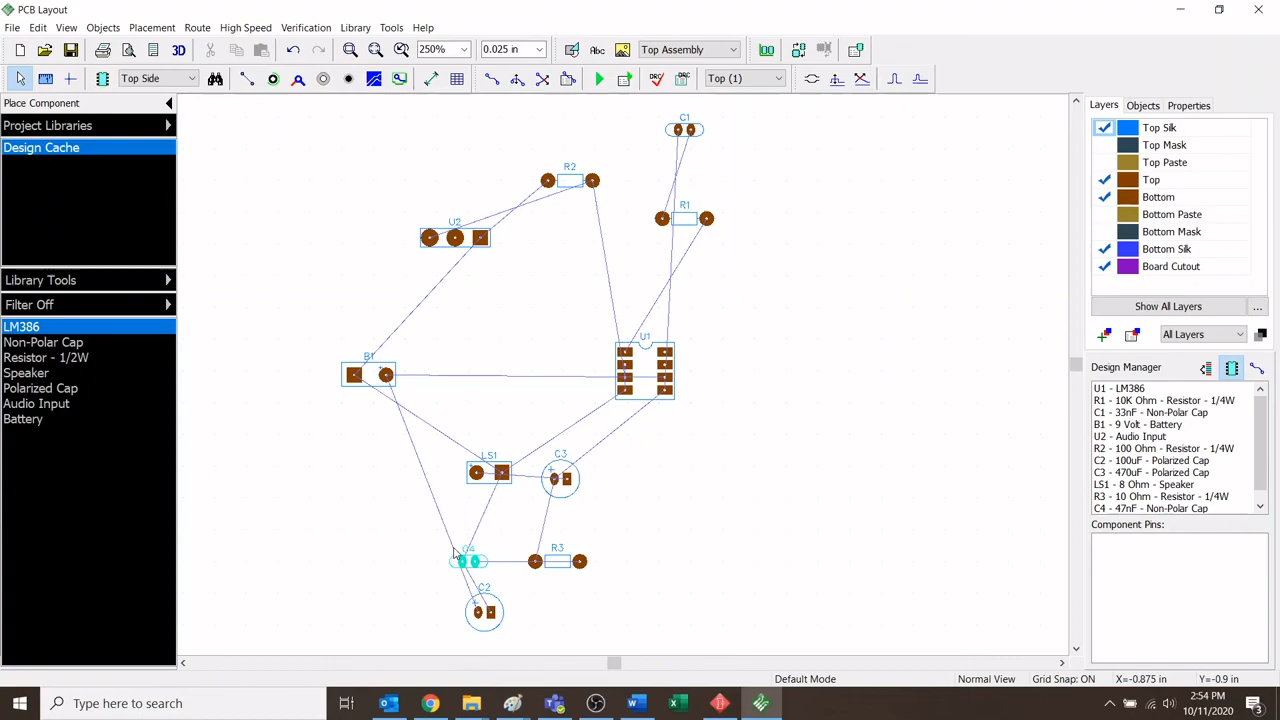 PCB Layout
File Edit View Objects Placement Route High Speed Verification Library Tools Help
3D 250% 0.025 in Abc Top Assembly
Top Side DRC DRC Top (1)
Place Component
Project Libraries
Design Cache
Library Tools
Filter Off
LM386
Non-Polar Cap
Resistor - 1/2W
Speaker
Polarized Cap
Audio Input
Battery
C1
R2
R1
U2
U1
B1
LS1
C3
C4
R3
C2
Layers Objects Properties
Top Silk
Top Mask
Top Paste
Top
Bottom
Bottom Paste
Bottom Mask
Bottom Silk
Board Cutout
Show All Layers ...
All Layers
Design Manager
U1 - LM386
R1 - 10K Ohm - Resistor - 1/4W
C1 - 33nF - Non-Polar Cap
B1 - 9 Volt - Battery
U2 - Audio Input
R2 - 100 Ohm - Resistor - 1/4W
C2 - 100uF - Polarized Cap
C3 - 470uF - Polarized Cap
LS1 - 8 Ohm - Speaker
R3 - 10 Ohm - Resistor - 1/4W
C4 - 47nF - Non-Polar Cap
Component Pins:
Default Mode Normal View Grid Snap: ON X=-0.875 in Y=-0.9 in
Type here to search
2:54 PM
10/11/2020
3